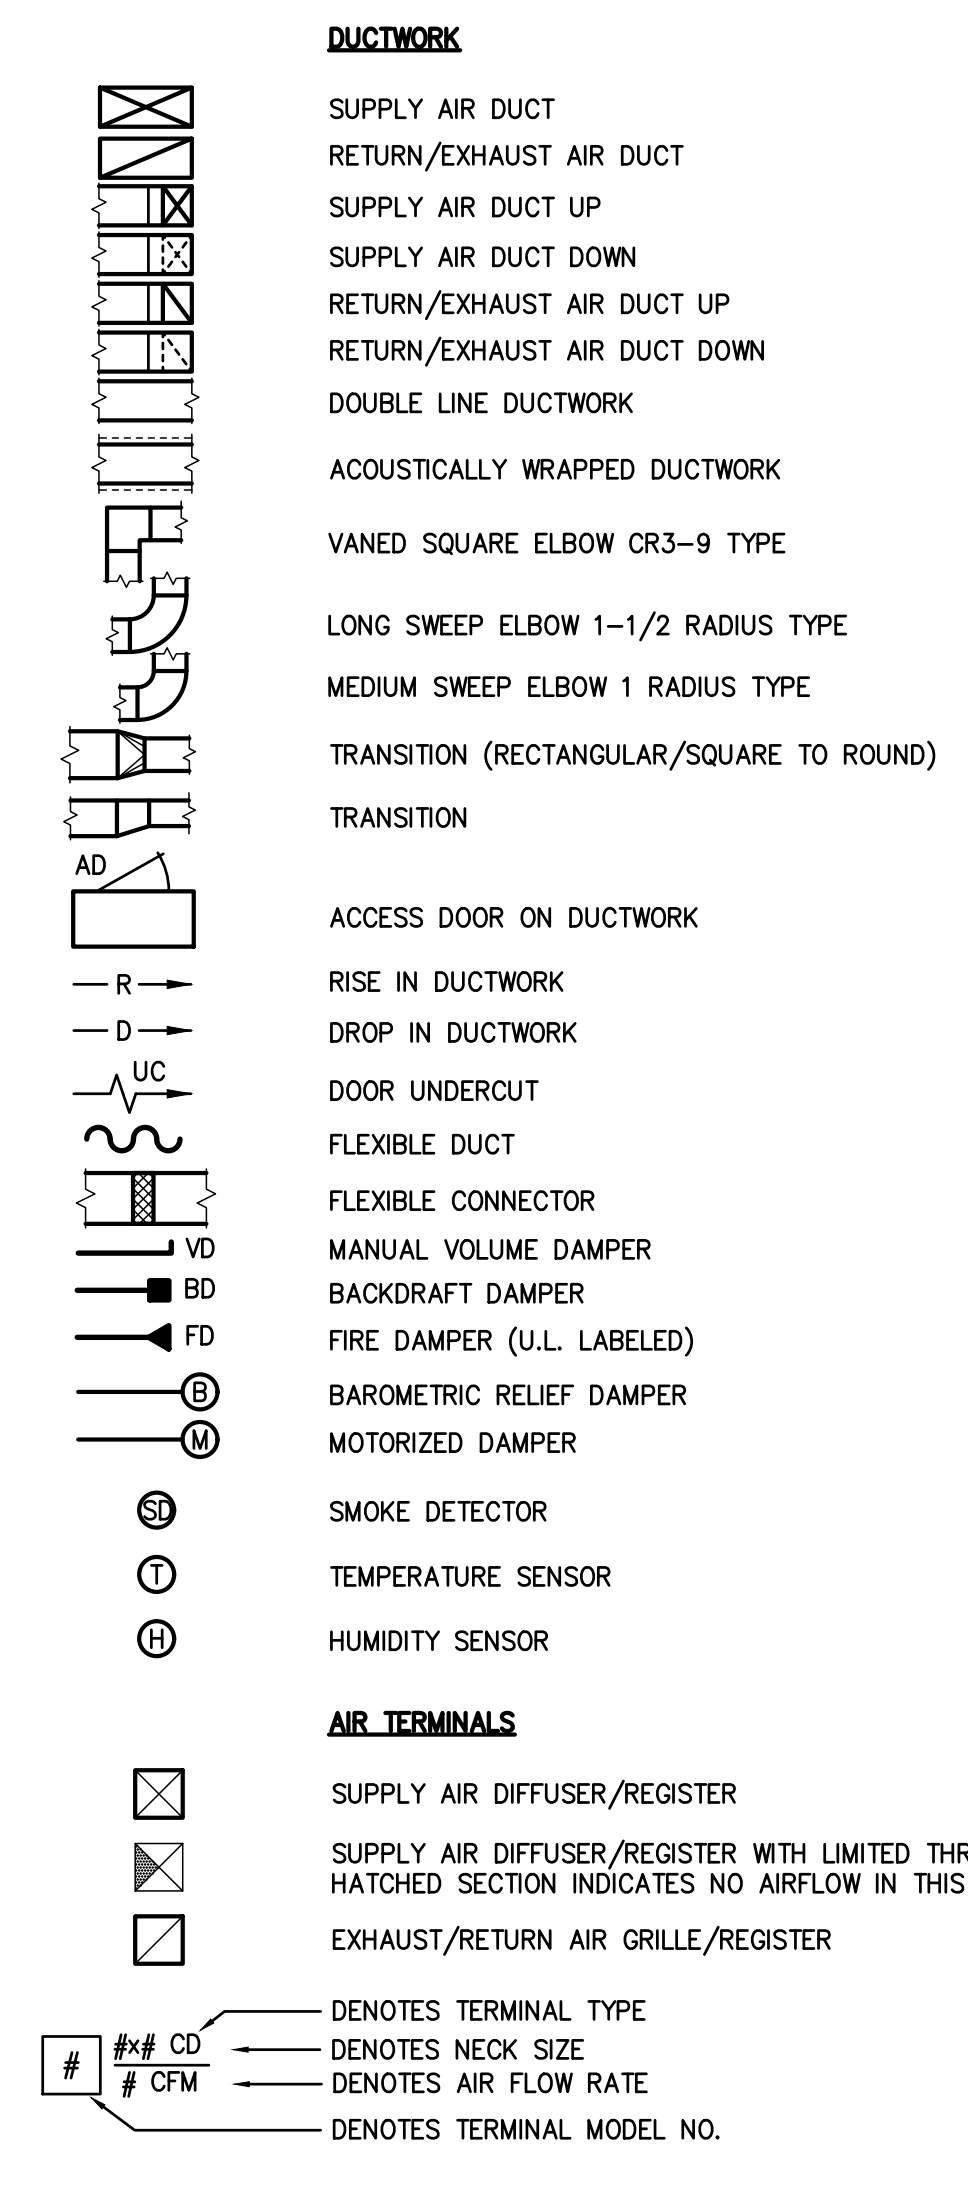 DUCTWORK
SUPPLY AIR DUCT
RETURN/EXHAUST AIR DUCT
SUPPLY AIR DUCT UP
SUPPLY AIR DUCT DOWN
RETURN/EXHAUST AIR DUCT UP
RETURN/EXHAUST AIR DUCT DOWN
DOUBLE LINE DUCTWORK
ACOUSTICALLY WRAPPED DUCTWORK
VANED SQUARE ELBOW CR3-9 TYPE
LONG SWEEP ELBOW 1-1/2 RADIUS TYPE
MEDIUM SWEEP ELBOW 1 RADIUS TYPE
TRANSITION (RECTANGULAR/SQUARE TO ROUND)
TRANSITION
AD
ACCESS DOOR ON DUCTWORK
R RISE IN DUCTWORK
D DROP IN DUCTWORK
UC DOOR UNDERCUT
FLEXIBLE DUCT
FLEXIBLE CONNECTOR
VD MANUAL VOLUME DAMPER
BD BACKDRAFT DAMPER
FD FIRE DAMPER (U.L. LABELED)
B BAROMETRIC RELIEF DAMPER
M MOTORIZED DAMPER
SD SMOKE DETECTOR
T TEMPERATURE SENSOR
H HUMIDITY SENSOR
AIR TERMINALS
SUPPLY AIR DIFFUSER/REGISTER
SUPPLY AIR DIFFUSER/REGISTER WITH LIMITED THR
HATCHED SECTION INDICATES NO AIRFLOW IN THIS
EXHAUST/RETURN AIR GRILLE/REGISTER
DENOTES TERMINAL TYPE
#x# CD DENOTES NECK SIZE
#
# CFM DENOTES AIR FLOW RATE
DENOTES TERMINAL MODEL NO.